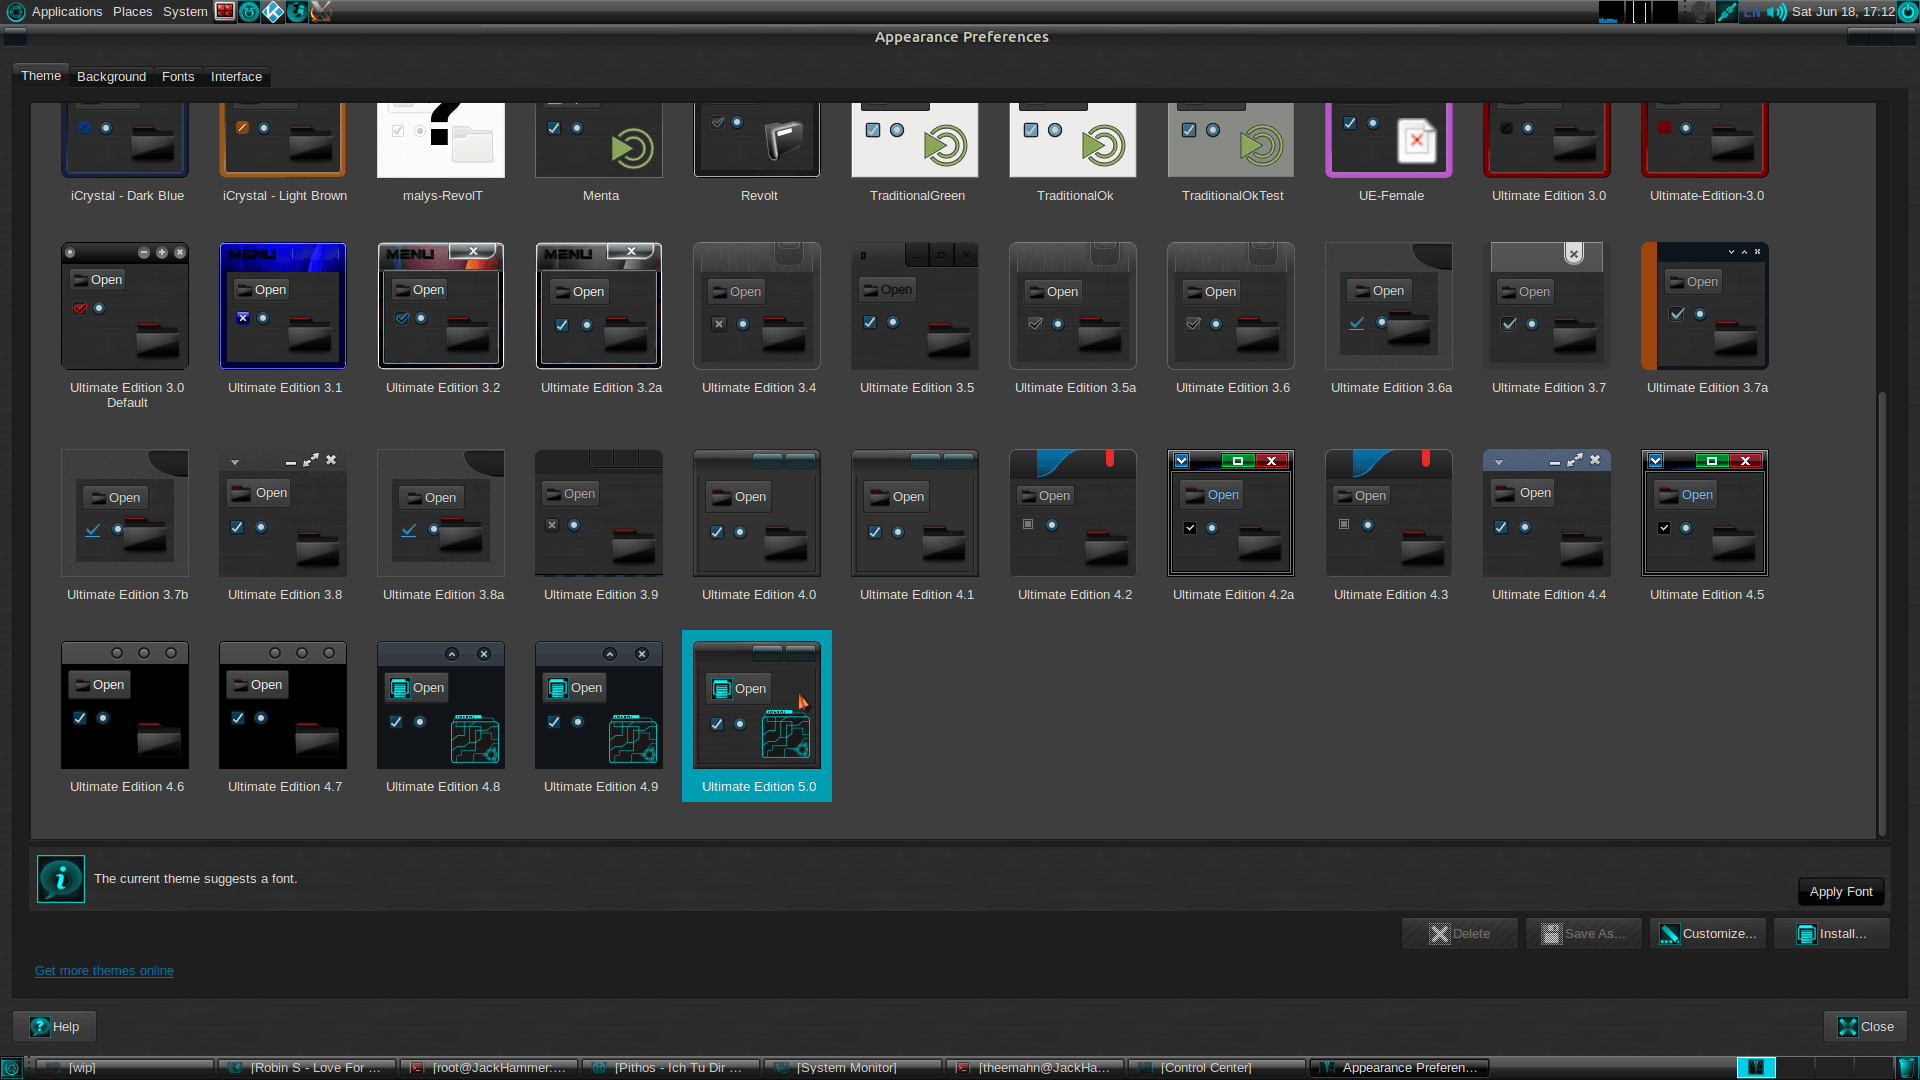 Applications Places System EN Sat Jun 18, 17:12
Appearance Preferences
Theme Background Fonts Interface
iCrystal - Dark Blue iCrystal - Light Brown malys-RevolT Menta Revolt TraditionalGreen TraditionalOk TraditionalOkTest UE-Female Ultimate Edition 3.0 Ultimate-Edition-3.0
MENU MENU MENU
Open Open Open Open Open Open Open Open Open Open Open
Ultimate Edition 3.0 Default Ultimate Edition 3.1 Ultimate Edition 3.2 Ultimate Edition 3.2a Ultimate Edition 3.4 Ultimate Edition 3.5 Ultimate Edition 3.5a Ultimate Edition 3.6 Ultimate Edition 3.6a Ultimate Edition 3.7 Ultimate Edition 3.7a
Open Open Open Open Open Open Open Open Open Open Open
Ultimate Edition 3.7b Ultimate Edition 3.8 Ultimate Edition 3.8a Ultimate Edition 3.9 Ultimate Edition 4.0 Ultimate Edition 4.1 Ultimate Edition 4.2 Ultimate Edition 4.2a Ultimate Edition 4.3 Ultimate Edition 4.4 Ultimate Edition 4.5
Open Open Open Open Open
Ultimate Edition 4.6 Ultimate Edition 4.7 Ultimate Edition 4.8 Ultimate Edition 4.9 Ultimate Edition 5.0
The current theme suggests a font.
Apply Font
Delete Save As... Customize... Install...
Get more themes online
Help Close
[wip] [Robin S - Love For ... [root@JackHammer:... [Pithos - Ich Tu Dir ... [System Monitor] [theemahn@JackHa... [Control Center] Appearance Preferen...